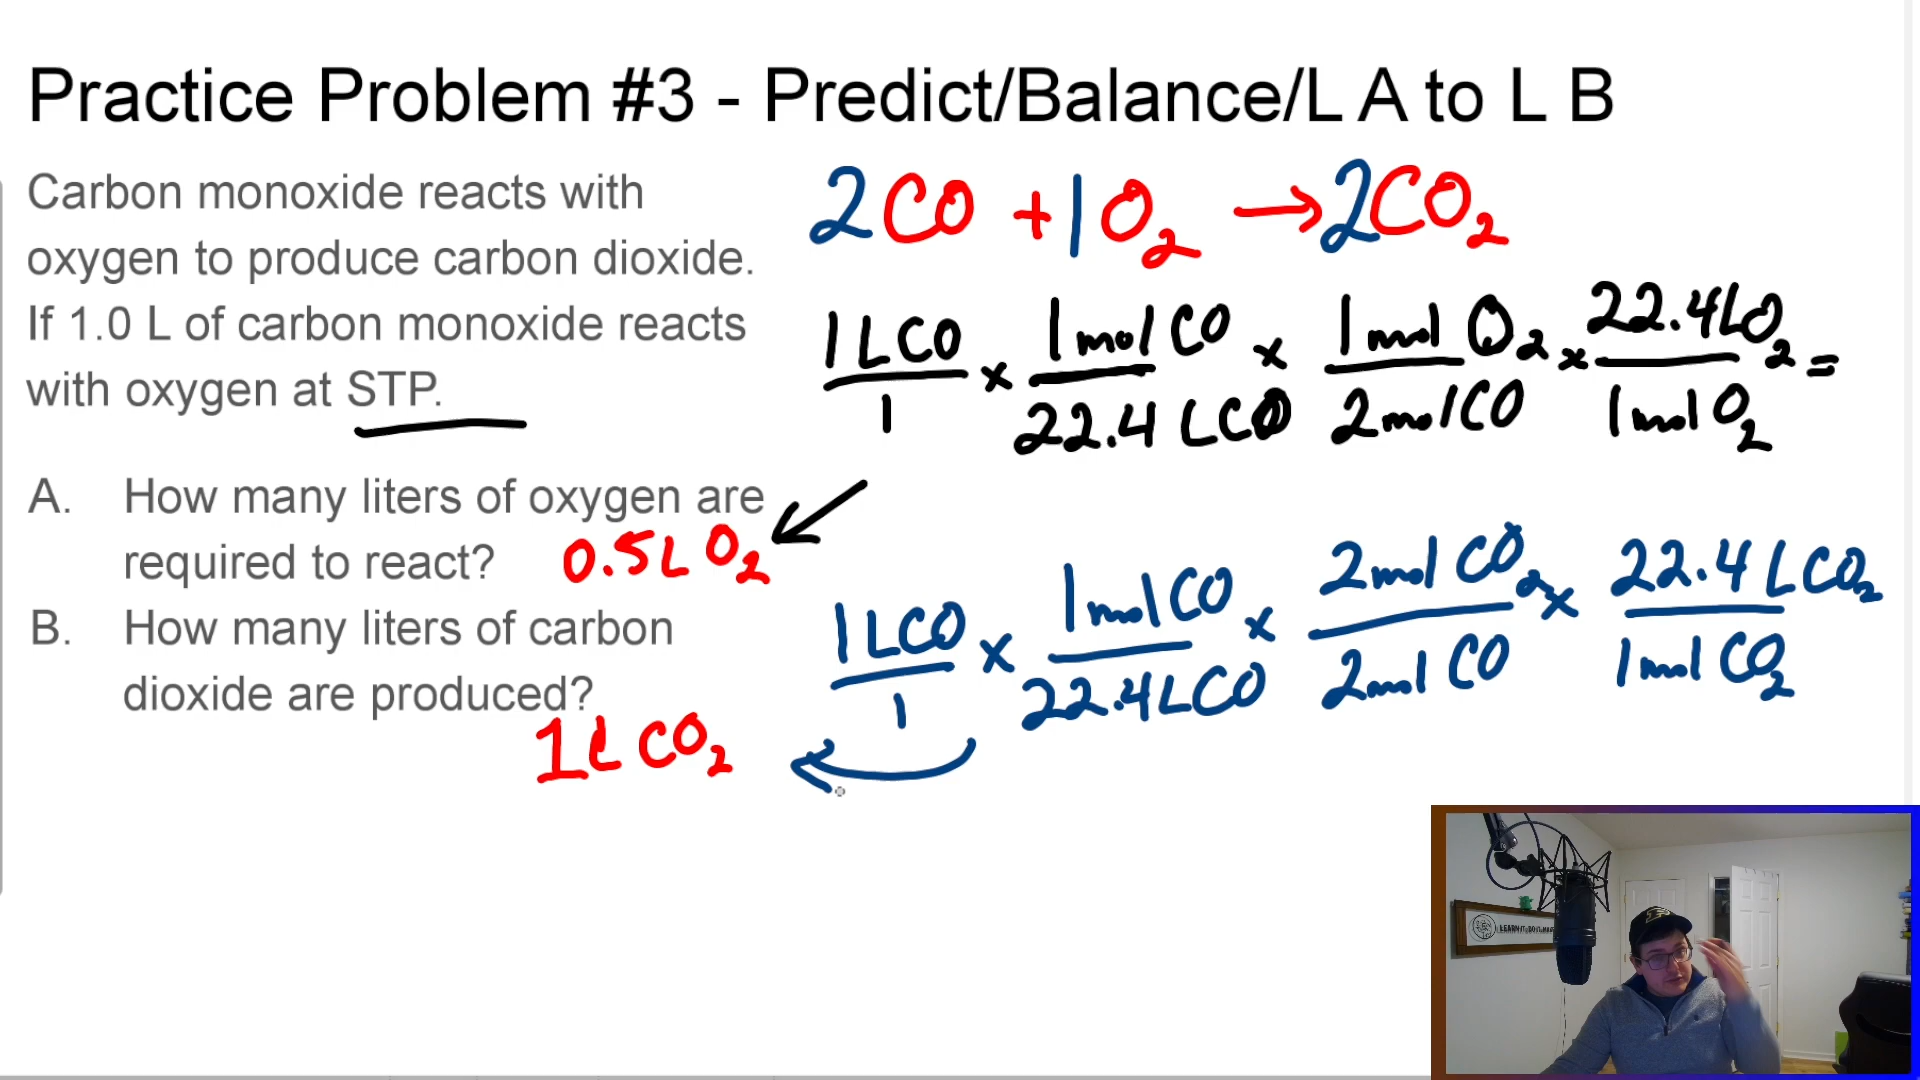 Practice Problem #3 - Predict/Balance/L A to L B
Carbon monoxide reacts with
oxygen to produce carbon dioxide.
If 1.0 L of carbon monoxide reacts
with oxygen at STP.
A. How many liters of oxygen are
required to react? 0.5 L O2
B. How many liters of carbon
dioxide are produced?
1 L CO2
2CO + 1O2 → 2CO2
1 L CO/1 x 1 mol CO/22.4 L CO x 1 mol O2/2 mol CO x 22.4 L O2/1 mol O2 =
1 L CO/1 x 1 mol CO/22.4 L CO x 2 mol CO2/2 mol CO x 22.4 L CO2/1 mol CO2